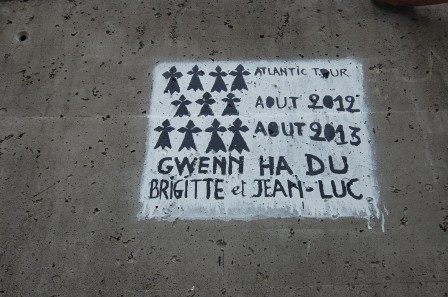 ATLANTIC TOUR
AOUT 2012
AOUT 2013
GWENN HA DU
BRIGITTE et JEAN-LUC